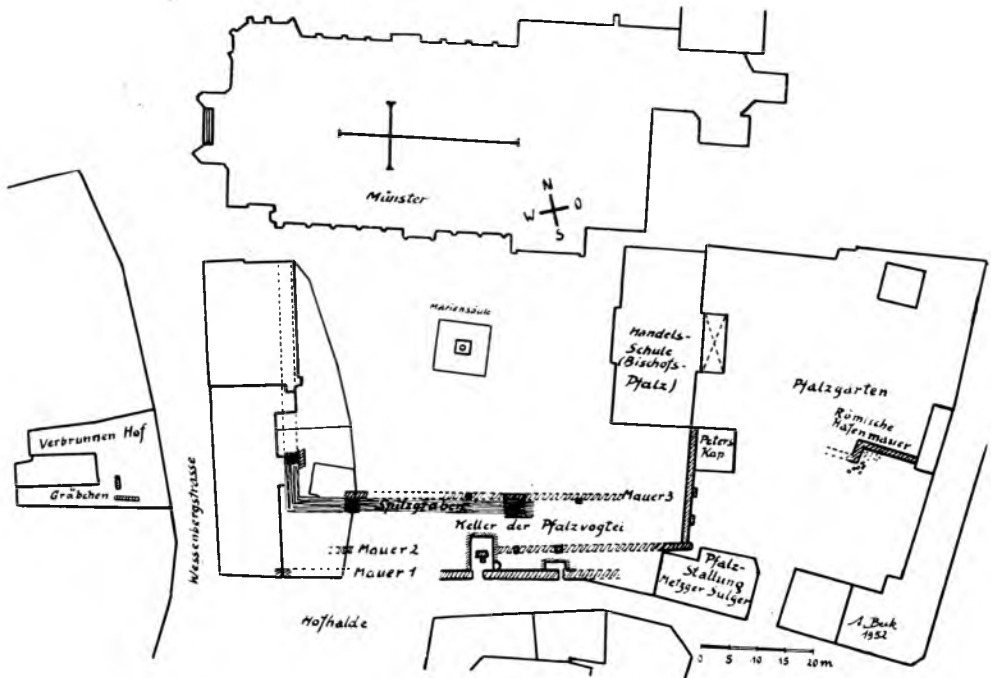 Münster
N
W O
S
Mariensäule
Handels-
Schule
(Bischofs-
Pfalz)
Pfalzgarten
Römische
Hafenmauer
Peters
Kap
Verbrunnen Hof
Gräbchen
Wessenbergstrasse
Spitzgraben
Mauer 3
Keller der Pfalzvogtei
Mauer 2
Mauer 1
Pfalz-
Stallung
Metzger Sulger
Hofhalde
A. Beck
1952
0 5 10 15 20m